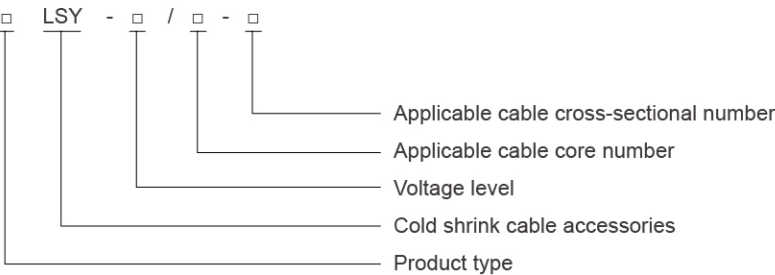 □ LSY - □ / □ - □
Applicable cable cross-sectional number
Applicable cable core number
Voltage level
Cold shrink cable accessories
Product type